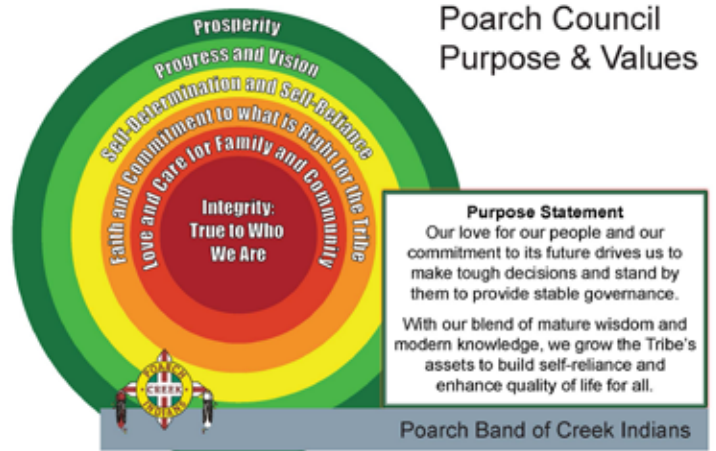 Poarch Council
Purpose & Values
Prosperity
Progress and Vision
Self-Determination and Self-Reliance
Faith and Commitment to what is Right for the Tribe
Love and Care for Family and Community
Integrity:
True to Who
We Are
Purpose Statement
Our love for our people and our
commitment to its future drives us to
make tough decisions and stand by
them to provide stable governance.
With our blend of mature wisdom and
modern knowledge, we grow the Tribe's
assets to build self-reliance and
enhance quality of life for all.
POARCH
CREEK
INDIANS
Poarch Band of Creek Indians